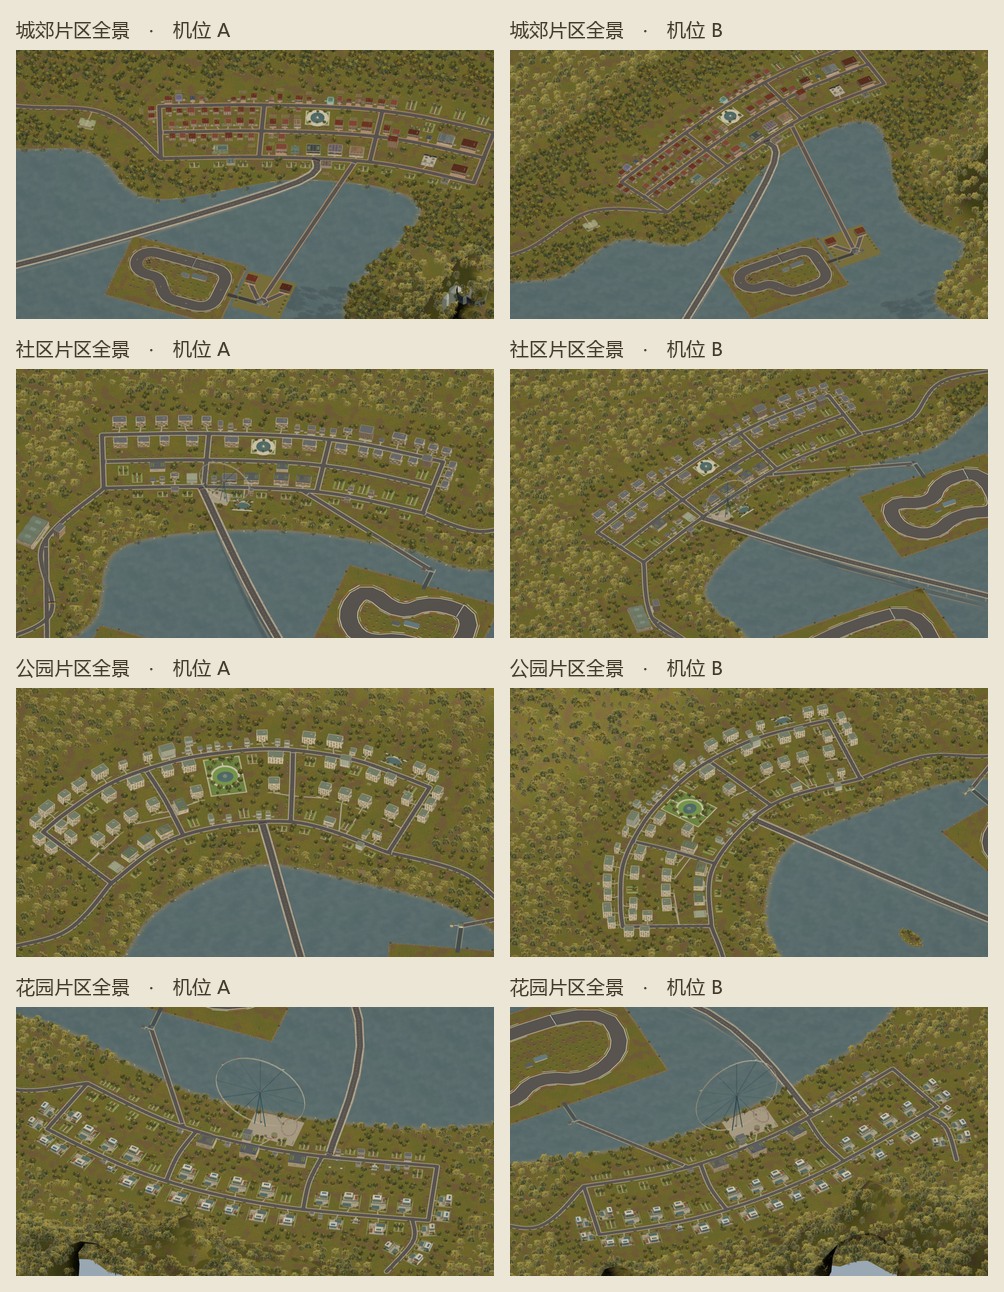 城郊片区全景 · 机位 A
城郊片区全景 · 机位 B
社区片区全景 · 机位 A
社区片区全景 · 机位 B
公园片区全景 · 机位 A
公园片区全景 · 机位 B
花园片区全景 · 机位 A
花园片区全景 · 机位 B